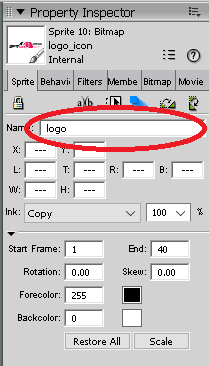 Property Inspector
Sprite 10: Bitmap
logo_icon
Internal
Sprite Behavi Filters Membe Bitmap Movie
Name: logo
X: --- Y: ---
L: --- T: --- R: --- B: ---
W: --- H: ---
Ink: Copy 100 %
Start Frame: 1 End: 40
Rotation: 0.00 Skew: 0.00
Forecolor: 255
Backcolor: 0
Restore All Scale